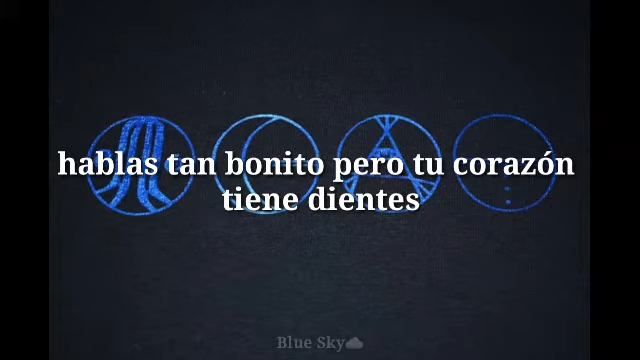 hablas tan bonito pero tu corazón
tiene dientes
Blue Sky☁